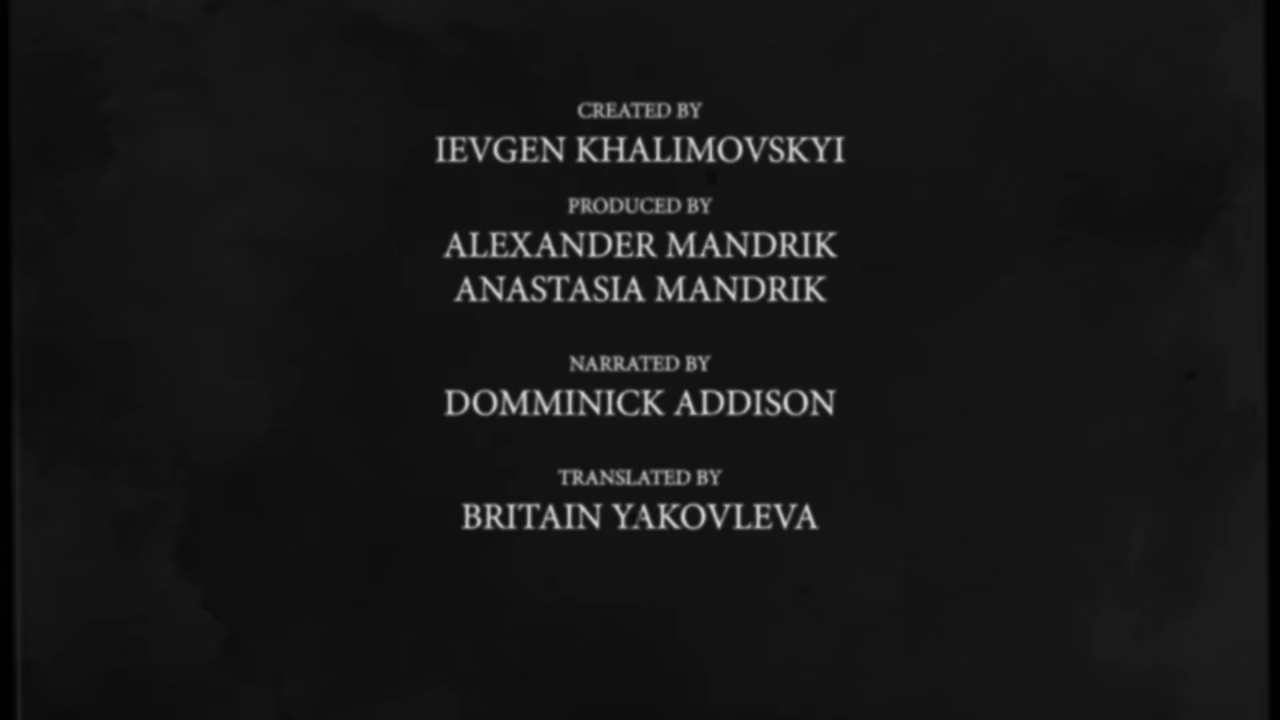 CREATED BY
IEVGEN KHALIMOVSKYI
PRODUCED BY
ALEXANDER MANDRIK
ANASTASIA MANDRIK
NARRATED BY
DOMMINICK ADDISON
TRANSLATED BY
BRITAIN YAKOVLEVA